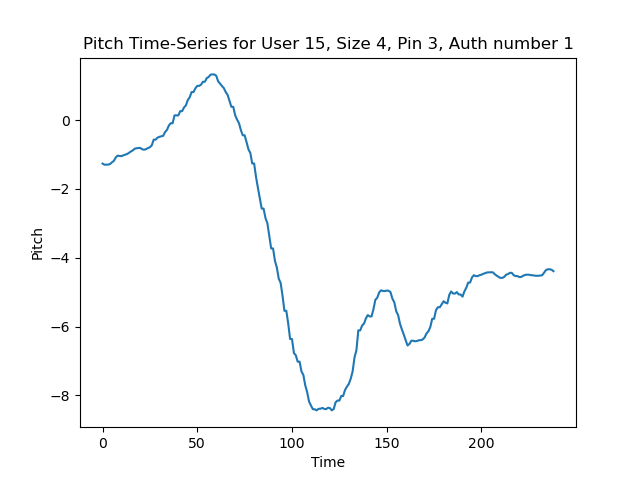 Pitch Time-Series for User 15, Size 4, Pin 3, Auth number 1
0
−2
−4
−6
−8
Pitch
0 50 100 150 200
Time